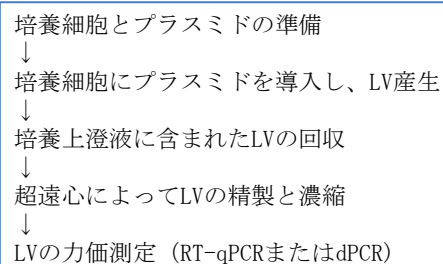 培養細胞とプラスミドの準備
↓
培養細胞にプラスミドを導入し、LV産生
↓
培養上澄液に含まれたLVの回収
↓
超遠心によってLVの精製と濃縮
↓
LVの力価測定（RT-qPCRまたはdPCR）